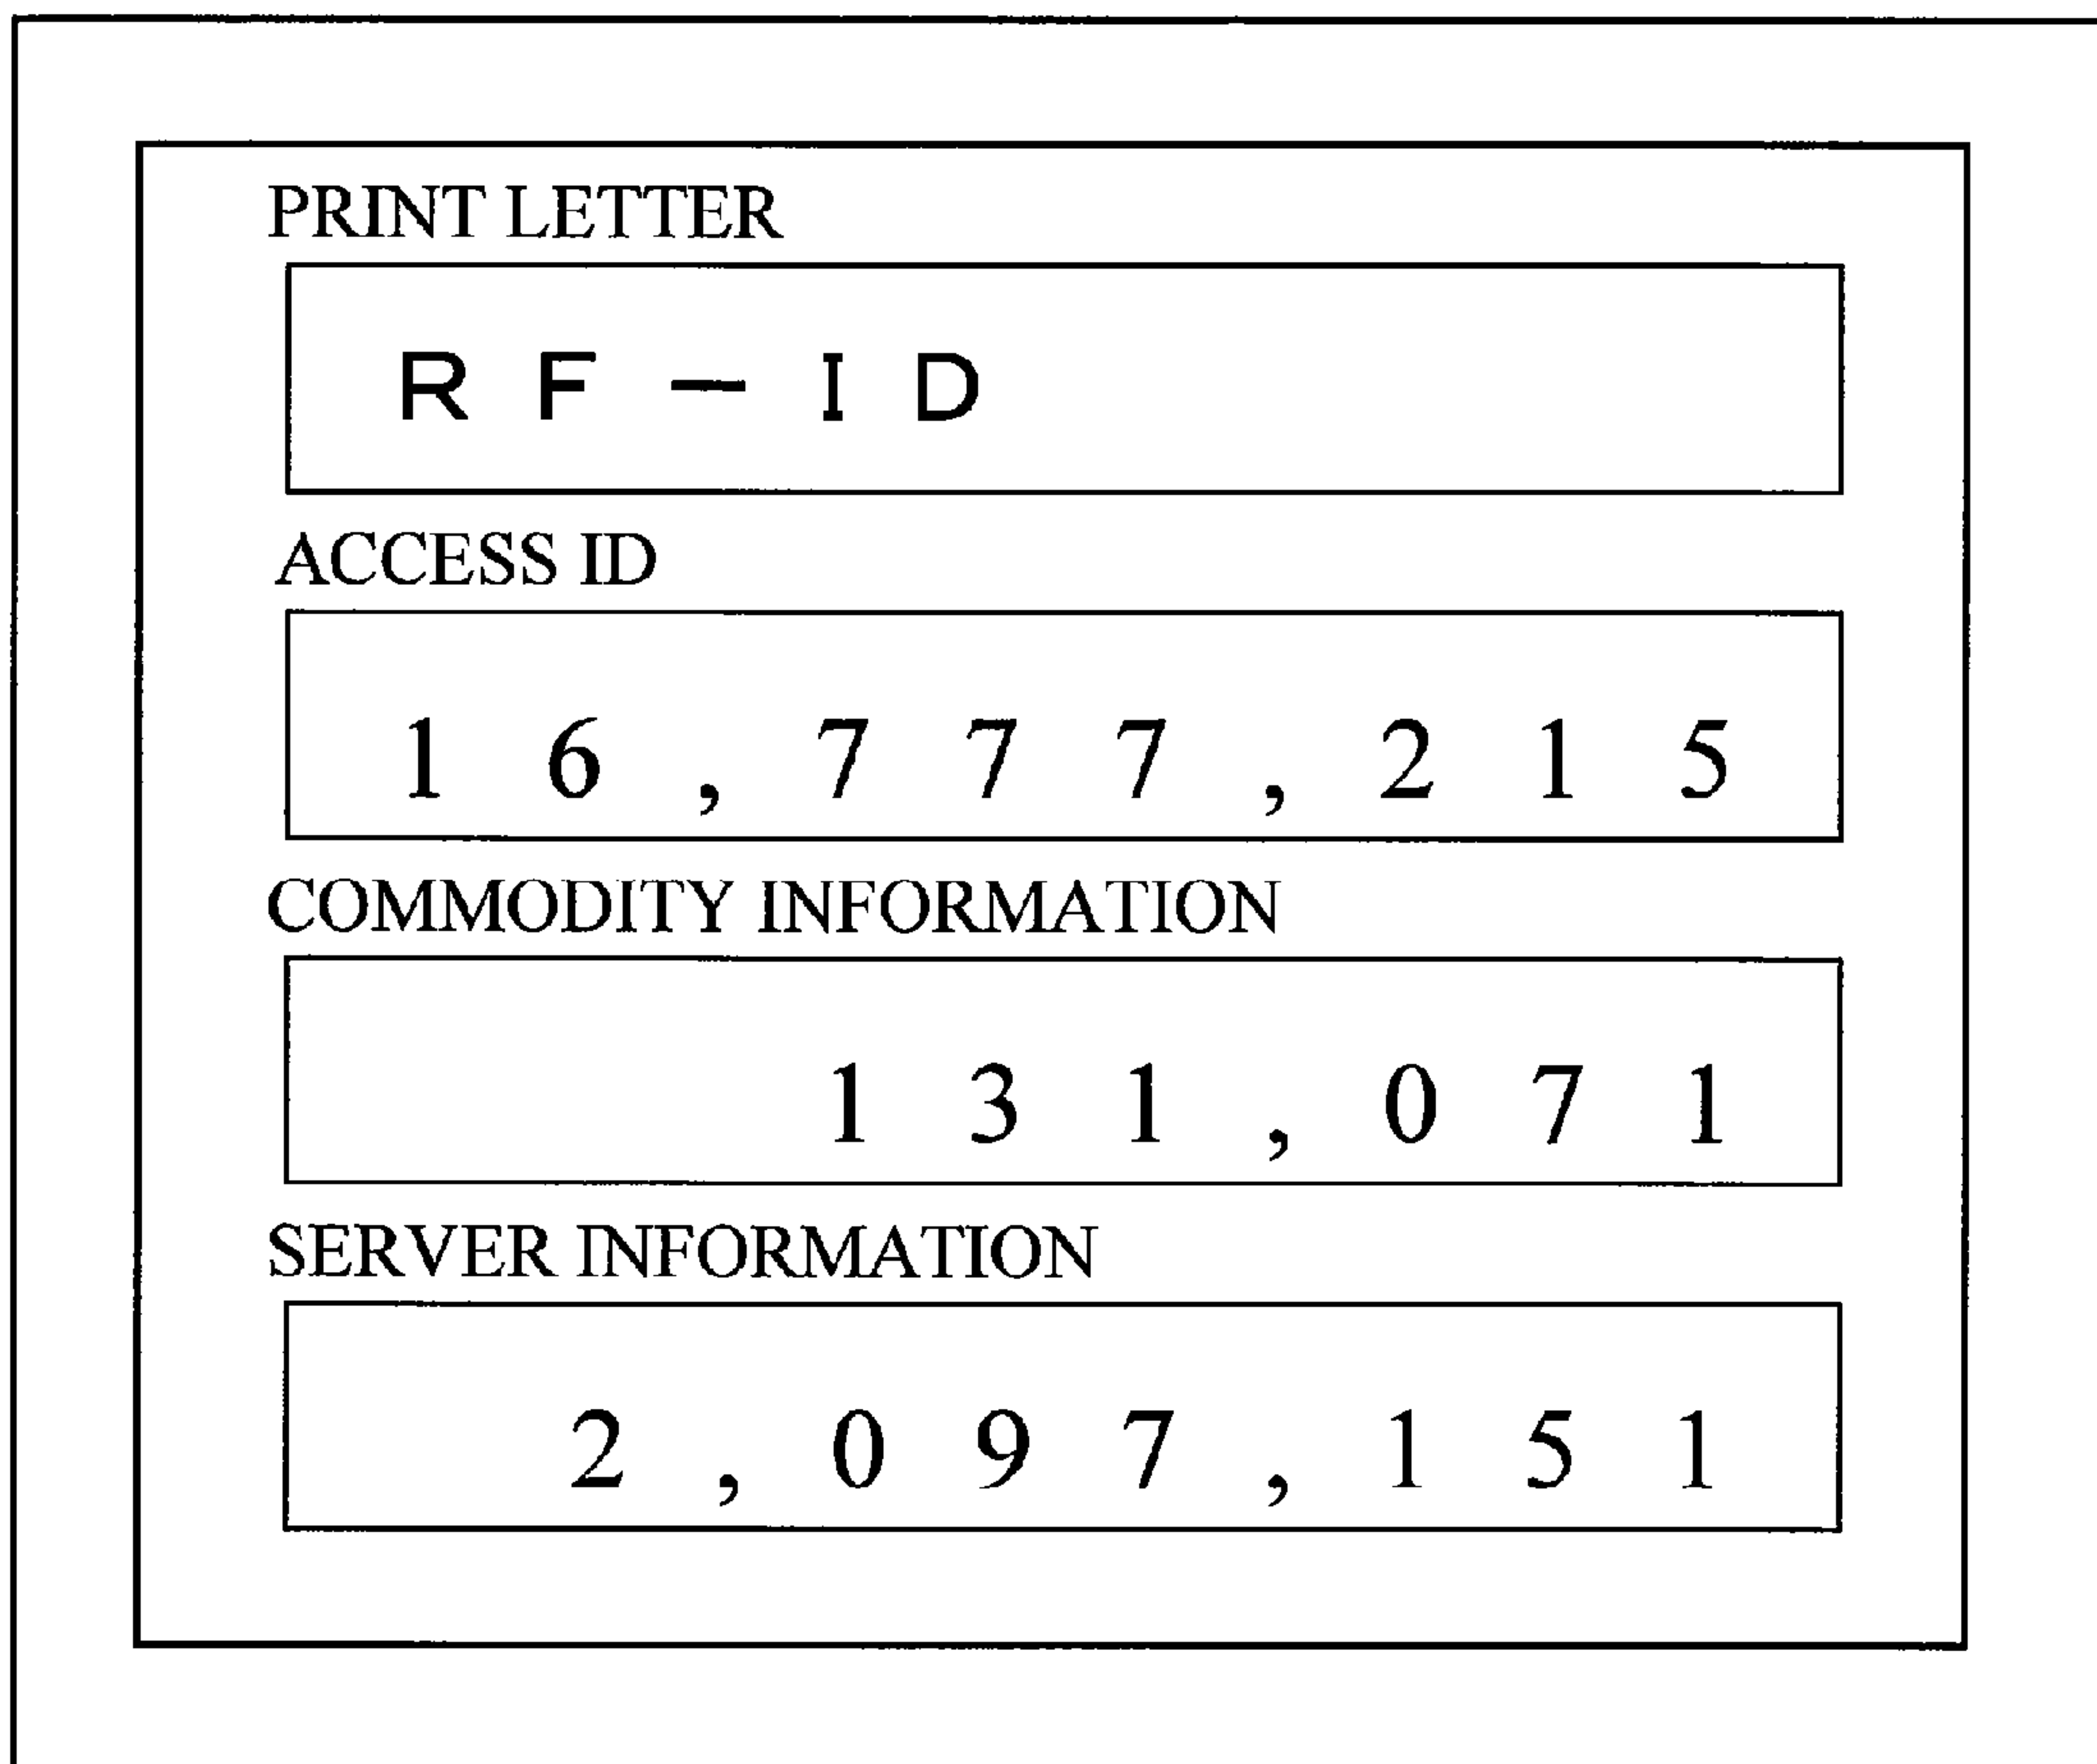 PRINT LETTER
RF-ID
ACCESS ID
16,777,215
COMMODITY INFORMATION
131,071
SERVER INFORMATION
2,097,151